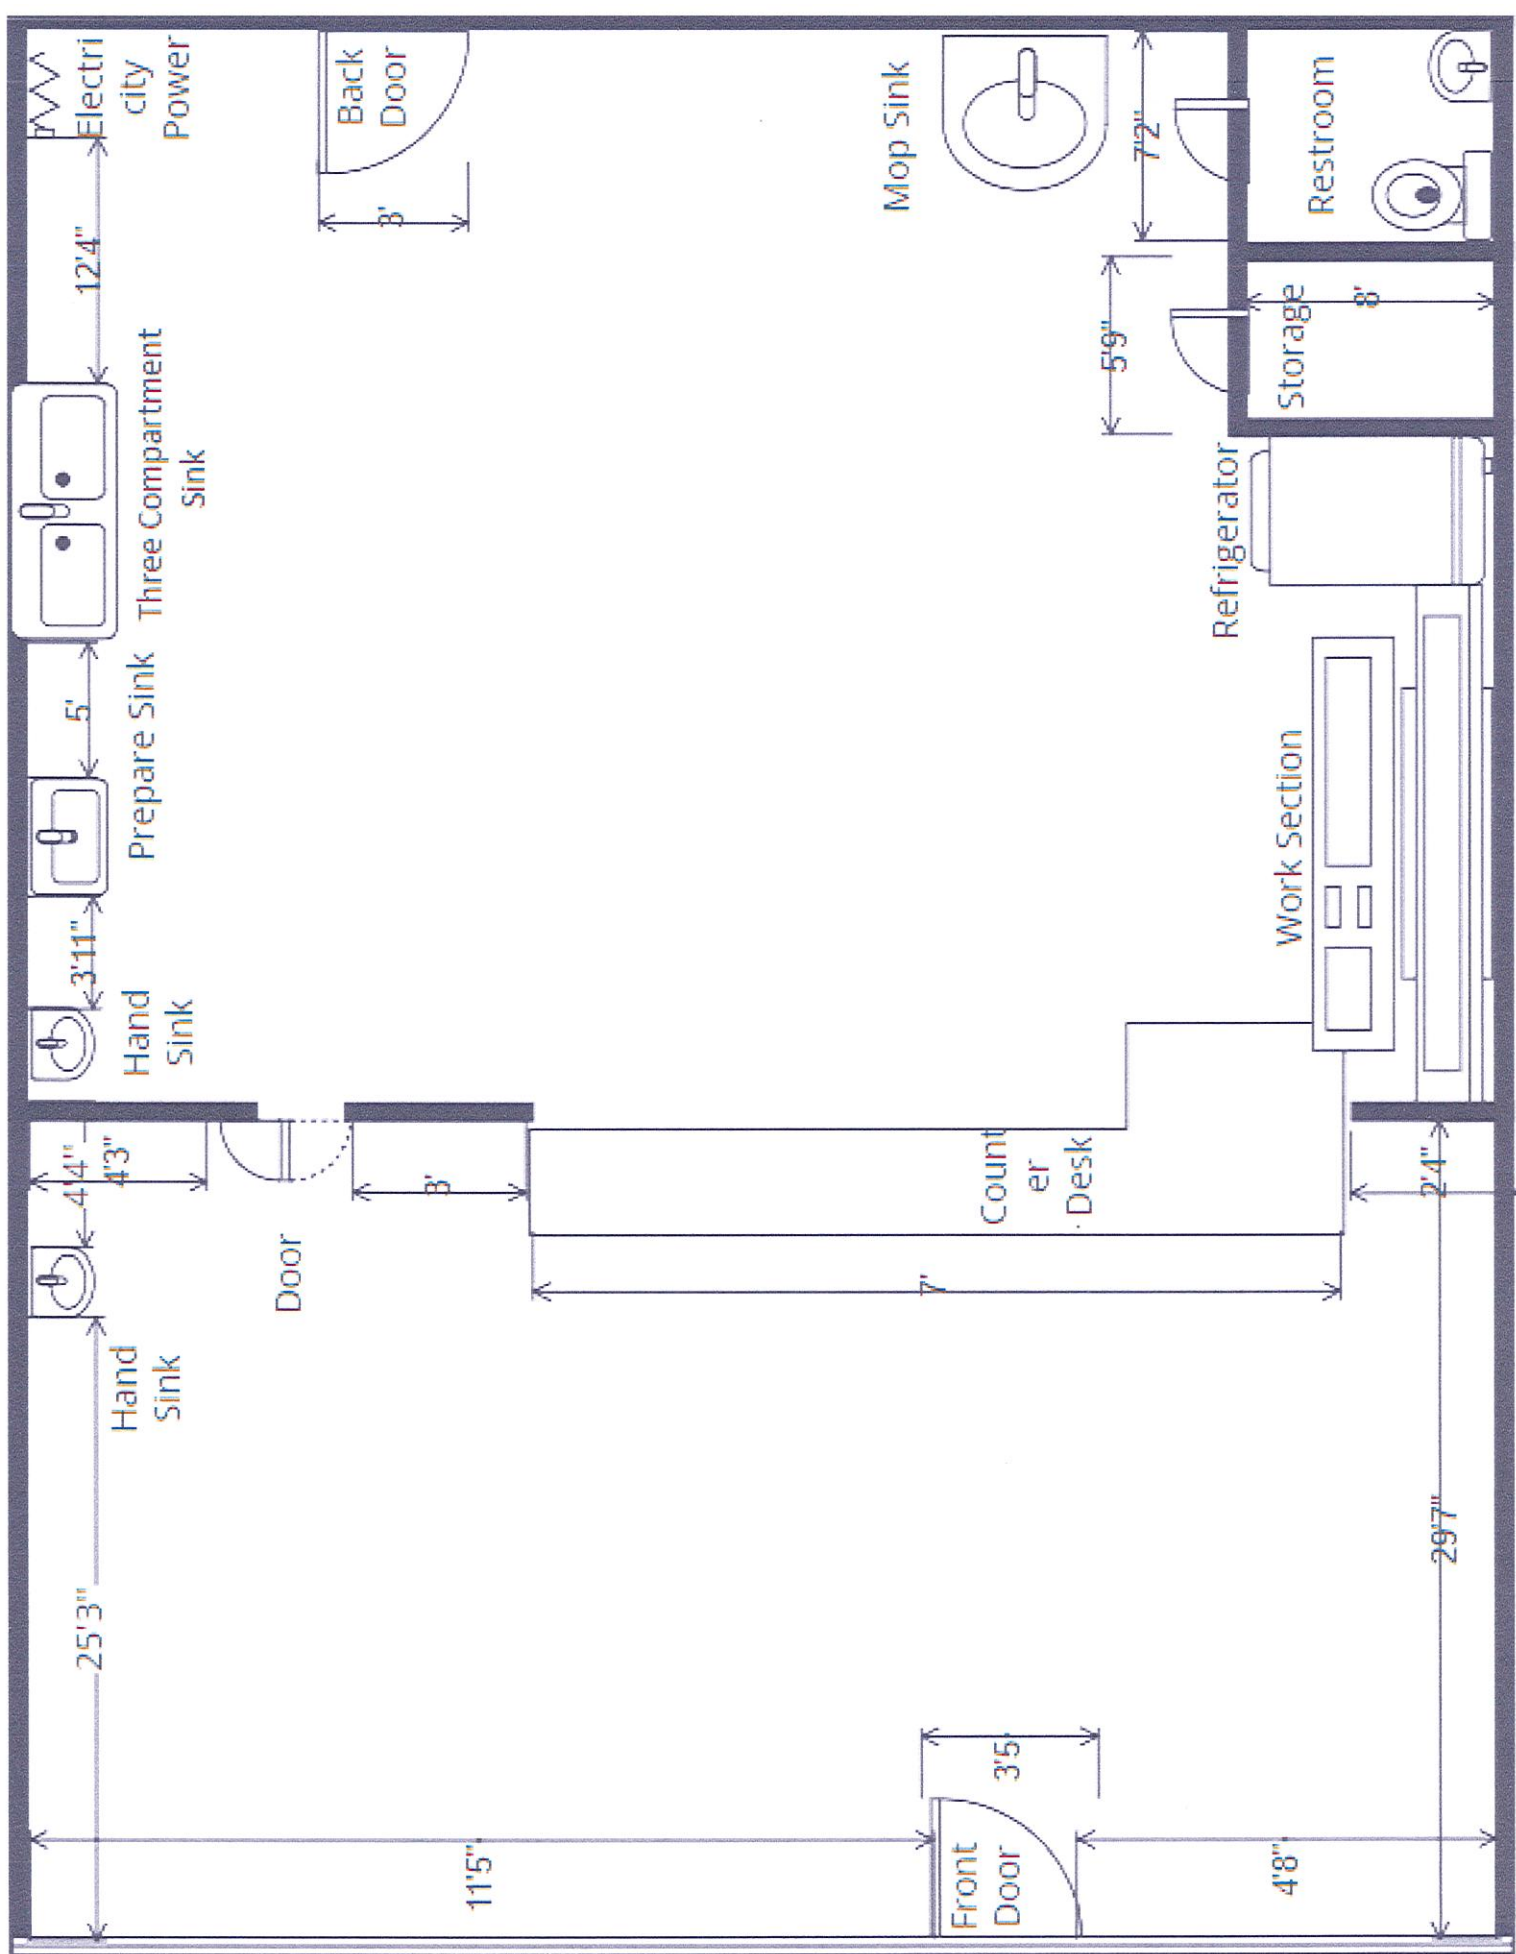 25'3"
Hand
Sink
4'4"
4'3"
Hand
Sink
3'11"
Prepare Sink
5'
Three Compartment
Sink
12'4"
Electri
city
Power
Door
3'
Back
Door
3'
11'5"
7'
Front
Door
3'5
Count
er
Desk
Mop Sink
7'2"
5'9"
Refrigerator
Work Section
Storage
8'
Restroom
4'8"
29'7"
2'4"